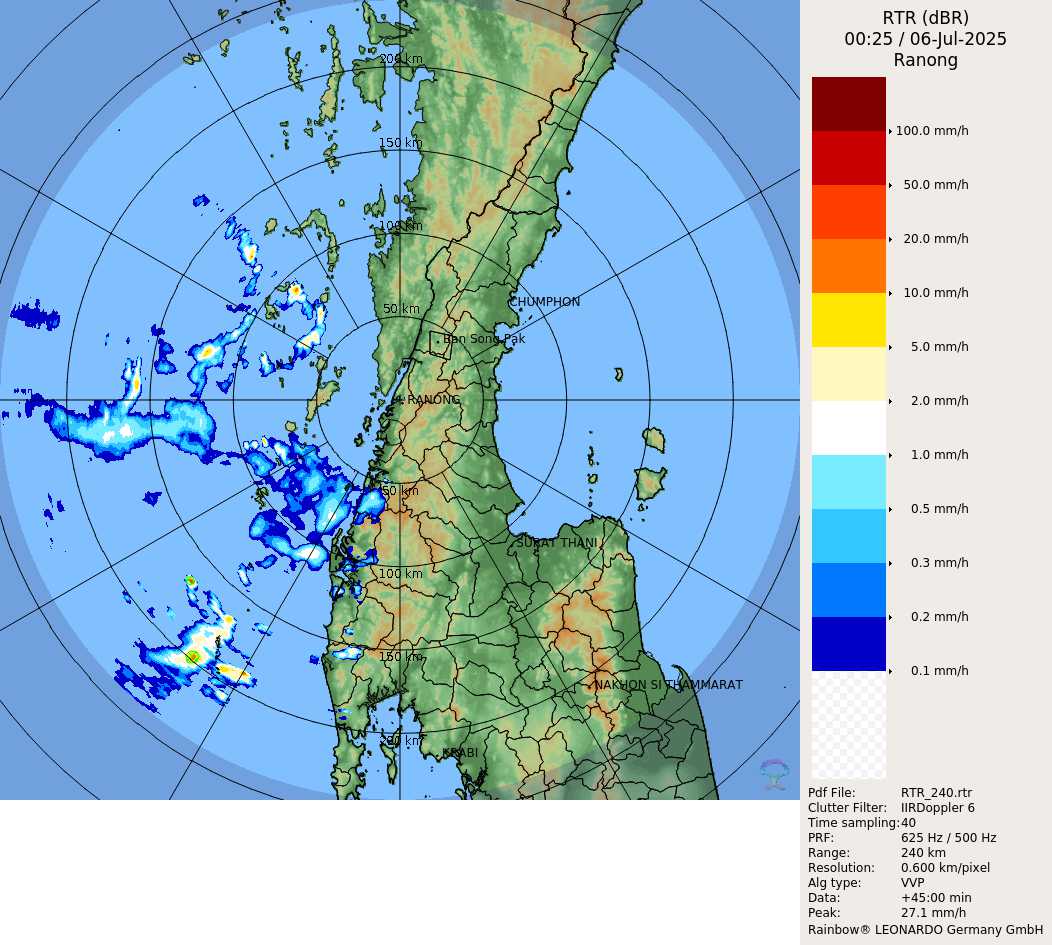 RTR (dBR)
00:25 / 06-Jul-2025
Ranong
200 km
150 km
100 km
50 km
CHUMPHON
Ban Song Pak
RANONG
50 km
SURAT THANI
100 km
150 km
NAKHON SI THAMMARAT
200 km
KRABI
100.0 mm/h
50.0 mm/h
20.0 mm/h
10.0 mm/h
5.0 mm/h
2.0 mm/h
1.0 mm/h
0.5 mm/h
0.3 mm/h
0.2 mm/h
0.1 mm/h
Pdf File: RTR_240.rtr
Clutter Filter: IIRDoppler 6
Time sampling: 40
PRF: 625 Hz / 500 Hz
Range: 240 km
Resolution: 0.600 km/pixel
Alg type: VVP
Data: +45:00 min
Peak: 27.1 mm/h
Rainbow® LEONARDO Germany GmbH